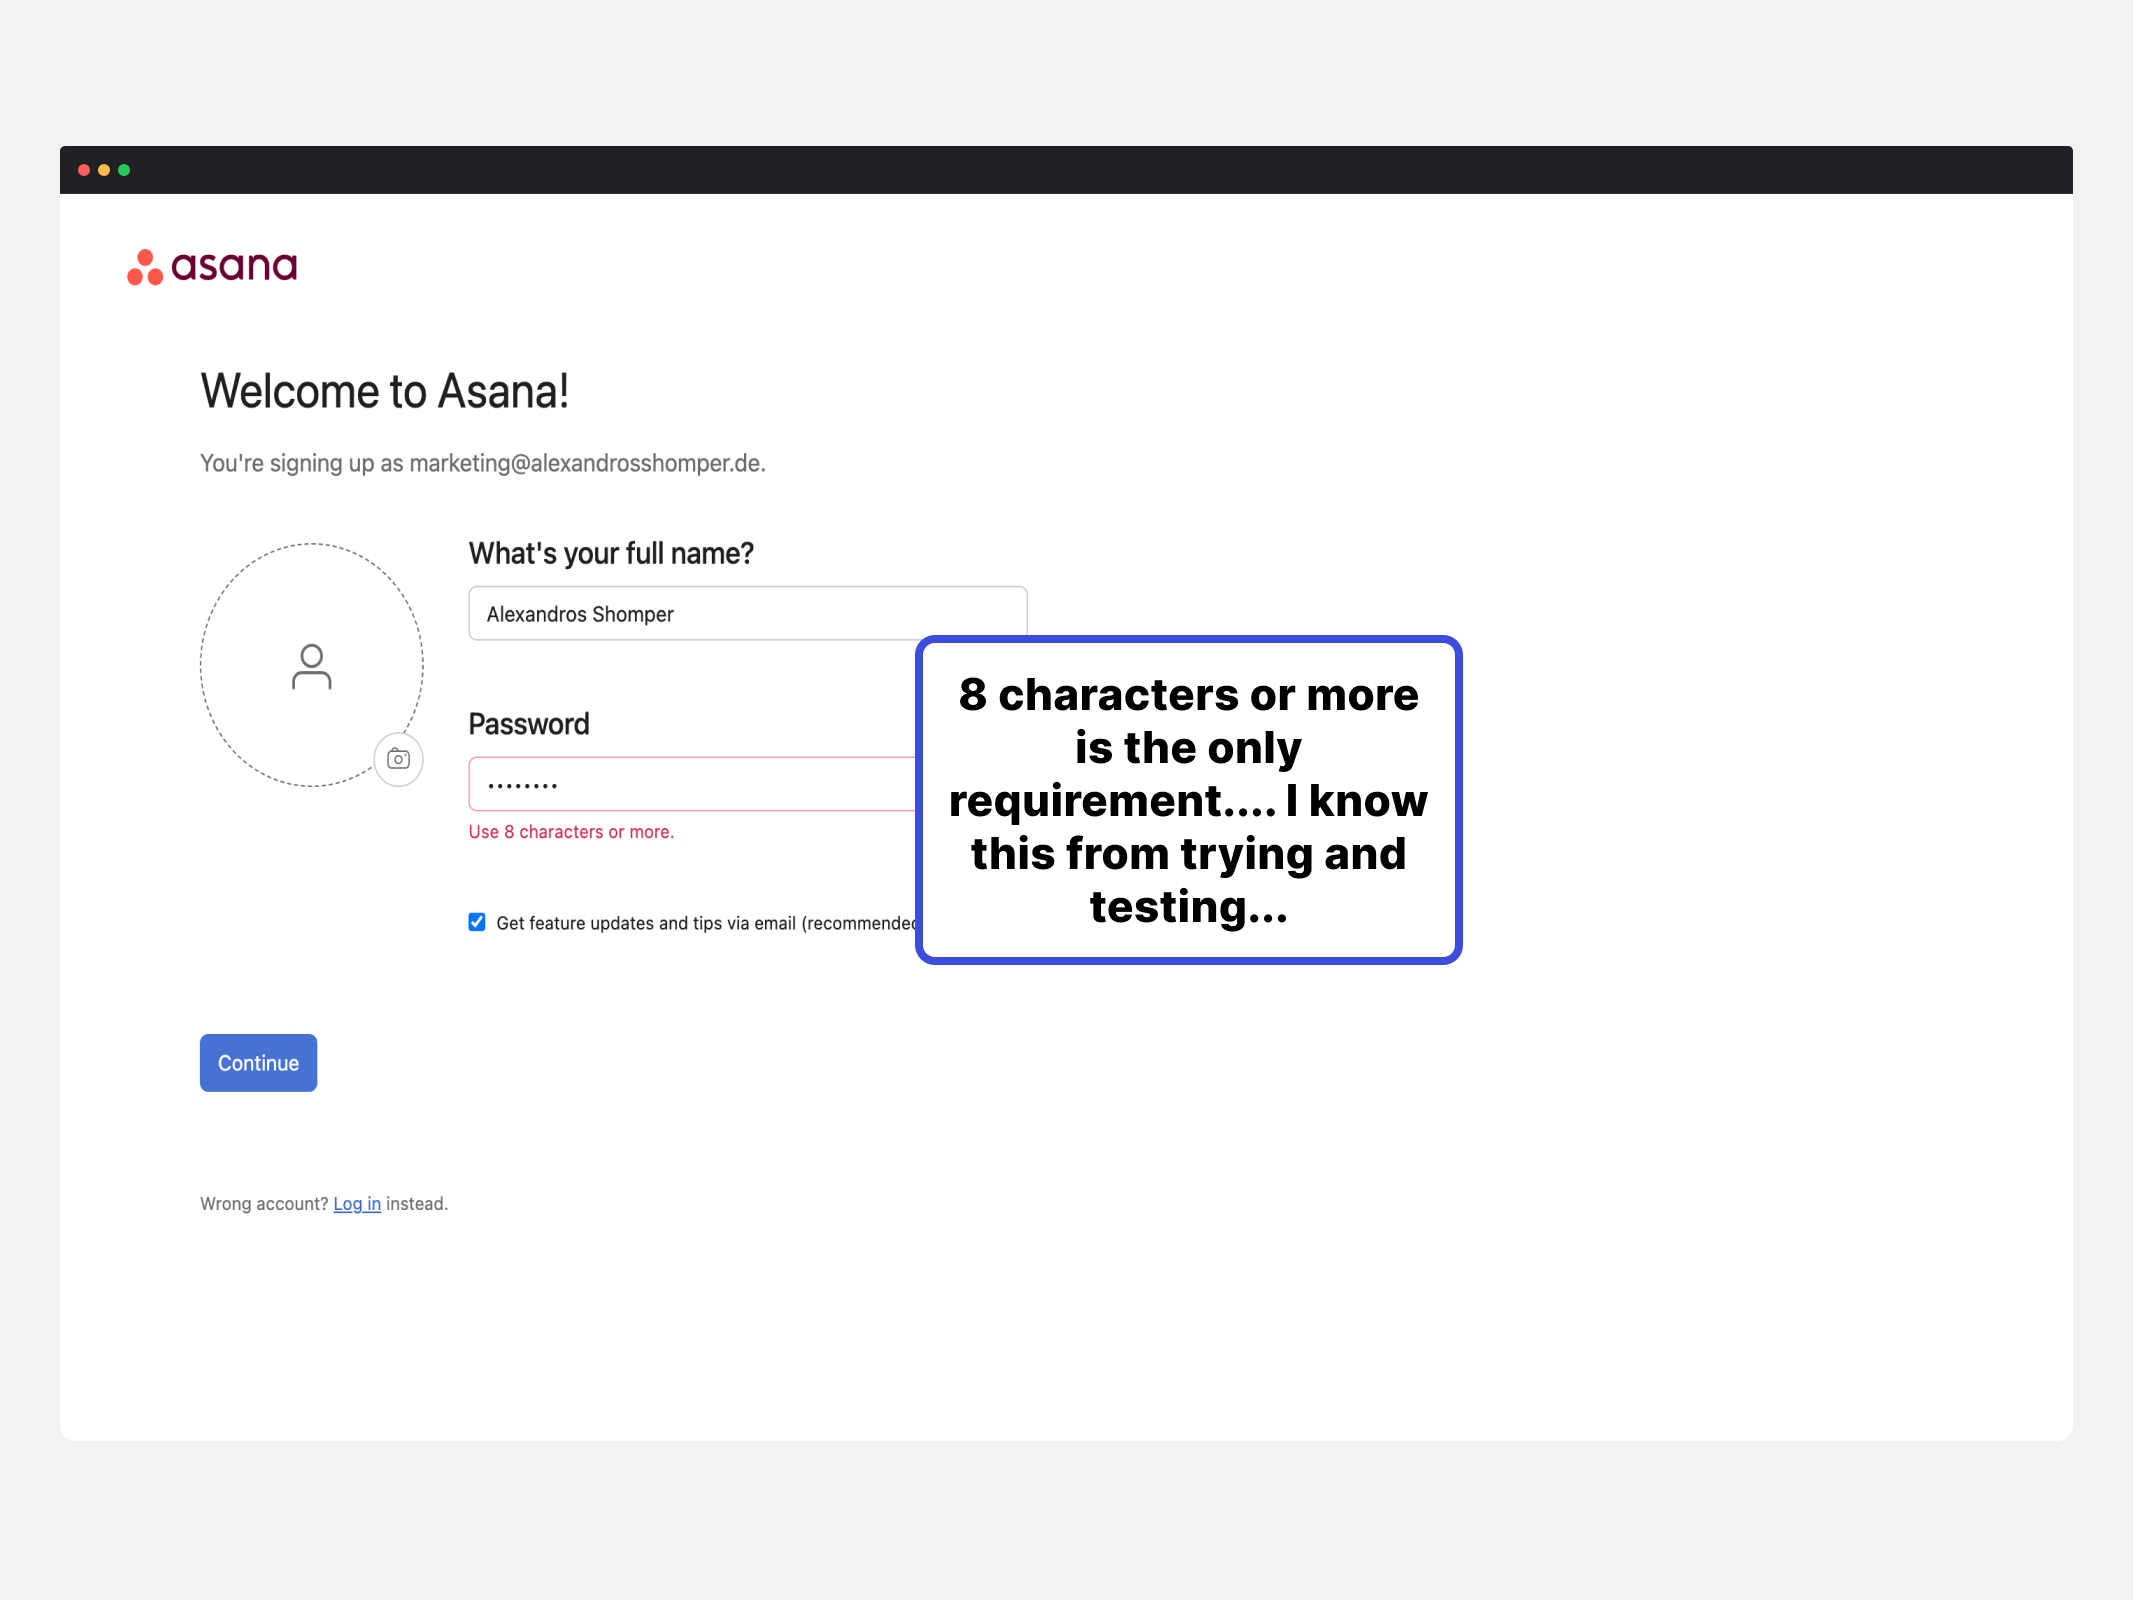 asana
Welcome to Asana!
You're signing up as marketing@alexandrosshomper.de.
What's your full name?
Alexandros Shomper
Password
••••••••
Use 8 characters or more.
Get feature updates and tips via email (recommended
8 characters or more
is the only
requirement.... I know
this from trying and
testing...
Continue
Wrong account? Log in instead.